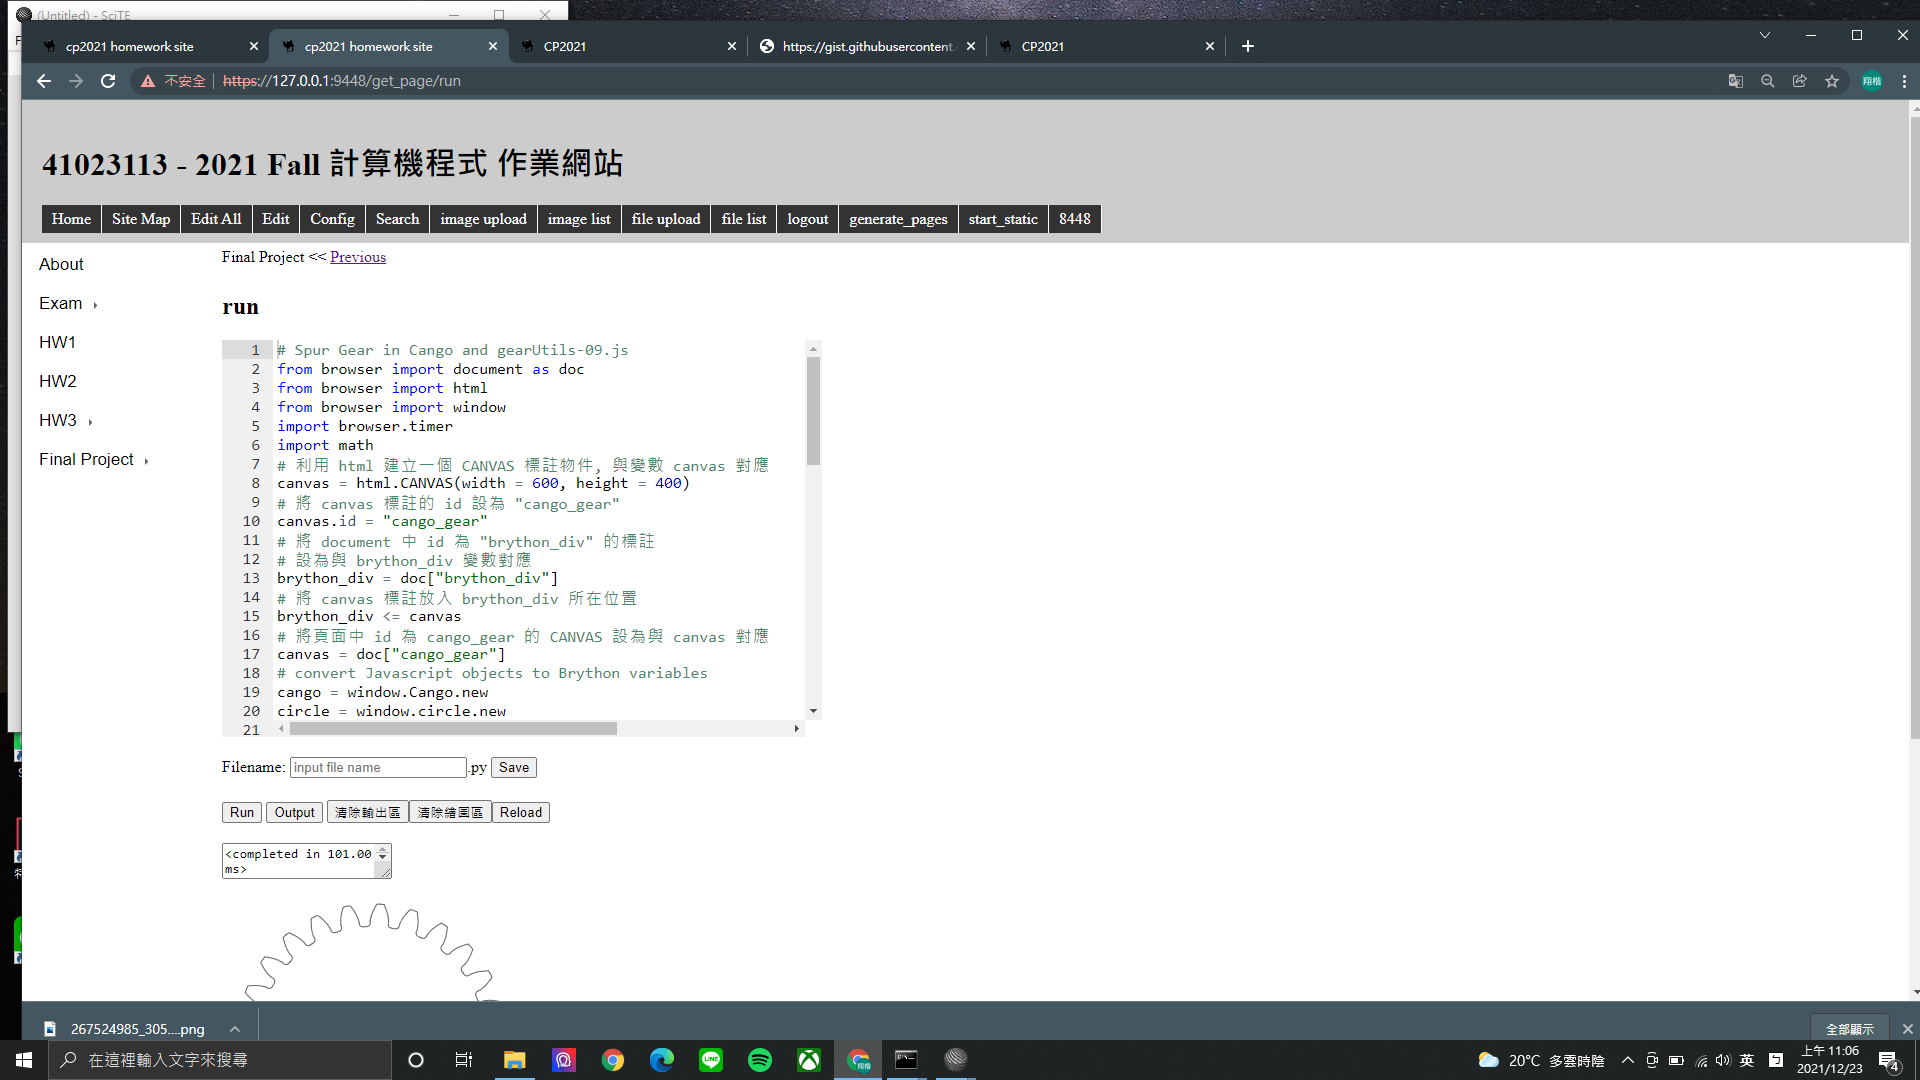 (Untitled) - SciTE
cp2021 homework site
cp2021 homework site
CP2021
https://gist.githubusercontent.
CP2021
不安全
https://127.0.0.1:9448/get_page/run
翔楷
41023113 - 2021 Fall 計算機程式 作業網站
Home Site Map Edit All Edit Config Search image upload image list file upload file list logout generate_pages start_static 8448
About
Exam
HW1
HW2
HW3
Final Project
Final Project << Previous
run
1 # Spur Gear in Cango and gearUtils-09.js
2 from browser import document as doc
3 from browser import html
4 from browser import window
5 import browser.timer
6 import math
7 # 利用 html 建立一個 CANVAS 標註物件, 與變數 canvas 對應
8 canvas = html.CANVAS(width = 600, height = 400)
9 # 將 canvas 標註的 id 設為 "cango_gear"
10 canvas.id = "cango_gear"
11 # 將 document 中 id 為 "brython_div" 的標註
12 # 設為與 brython_div 變數對應
13 brython_div = doc["brython_div"]
14 # 將 canvas 標註放入 brython_div 所在位置
15 brython_div <= canvas
16 # 將頁面中 id 為 cango_gear 的 CANVAS 設為與 canvas 對應
17 canvas = doc["cango_gear"]
18 # convert Javascript objects to Brython variables
19 cango = window.Cango.new
20 circle = window.circle.new
21
Filename: input file name .py Save
Run Output 清除輸出區 清除繪圖區 Reload
<completed in 101.00
ms>
267524985_305....png
全部顯示
在這裡輸入文字來搜尋
LINE
翔楷
20°C 多雲時陰
英
上午 11:06
2021/12/23
4